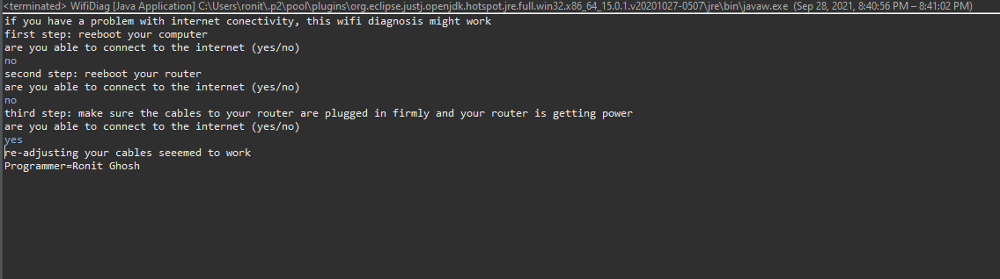 <terminated> WifiDiag [Java Application] C:\Users\ronit\.p2\pool\plugins\org.eclipse.justj.openjdk.hotspot.jre.full.win32.x86_64_15.0.1.v20201027-0507\jre\bin\javaw.exe (Sep 28, 2021, 8:40:56 PM – 8:41:02 PM)
if you have a problem with internet conectivity, this wifi diagnosis might work
first step: reeboot your computer
are you able to connect to the internet (yes/no)
no
second step: reeboot your router
are you able to connect to the internet (yes/no)
no
third step: make sure the cables to your router are plugged in firmly and your router is getting power
are you able to connect to the internet (yes/no)
yes
re-adjusting your cables seeemed to work
Programmer=Ronit Ghosh